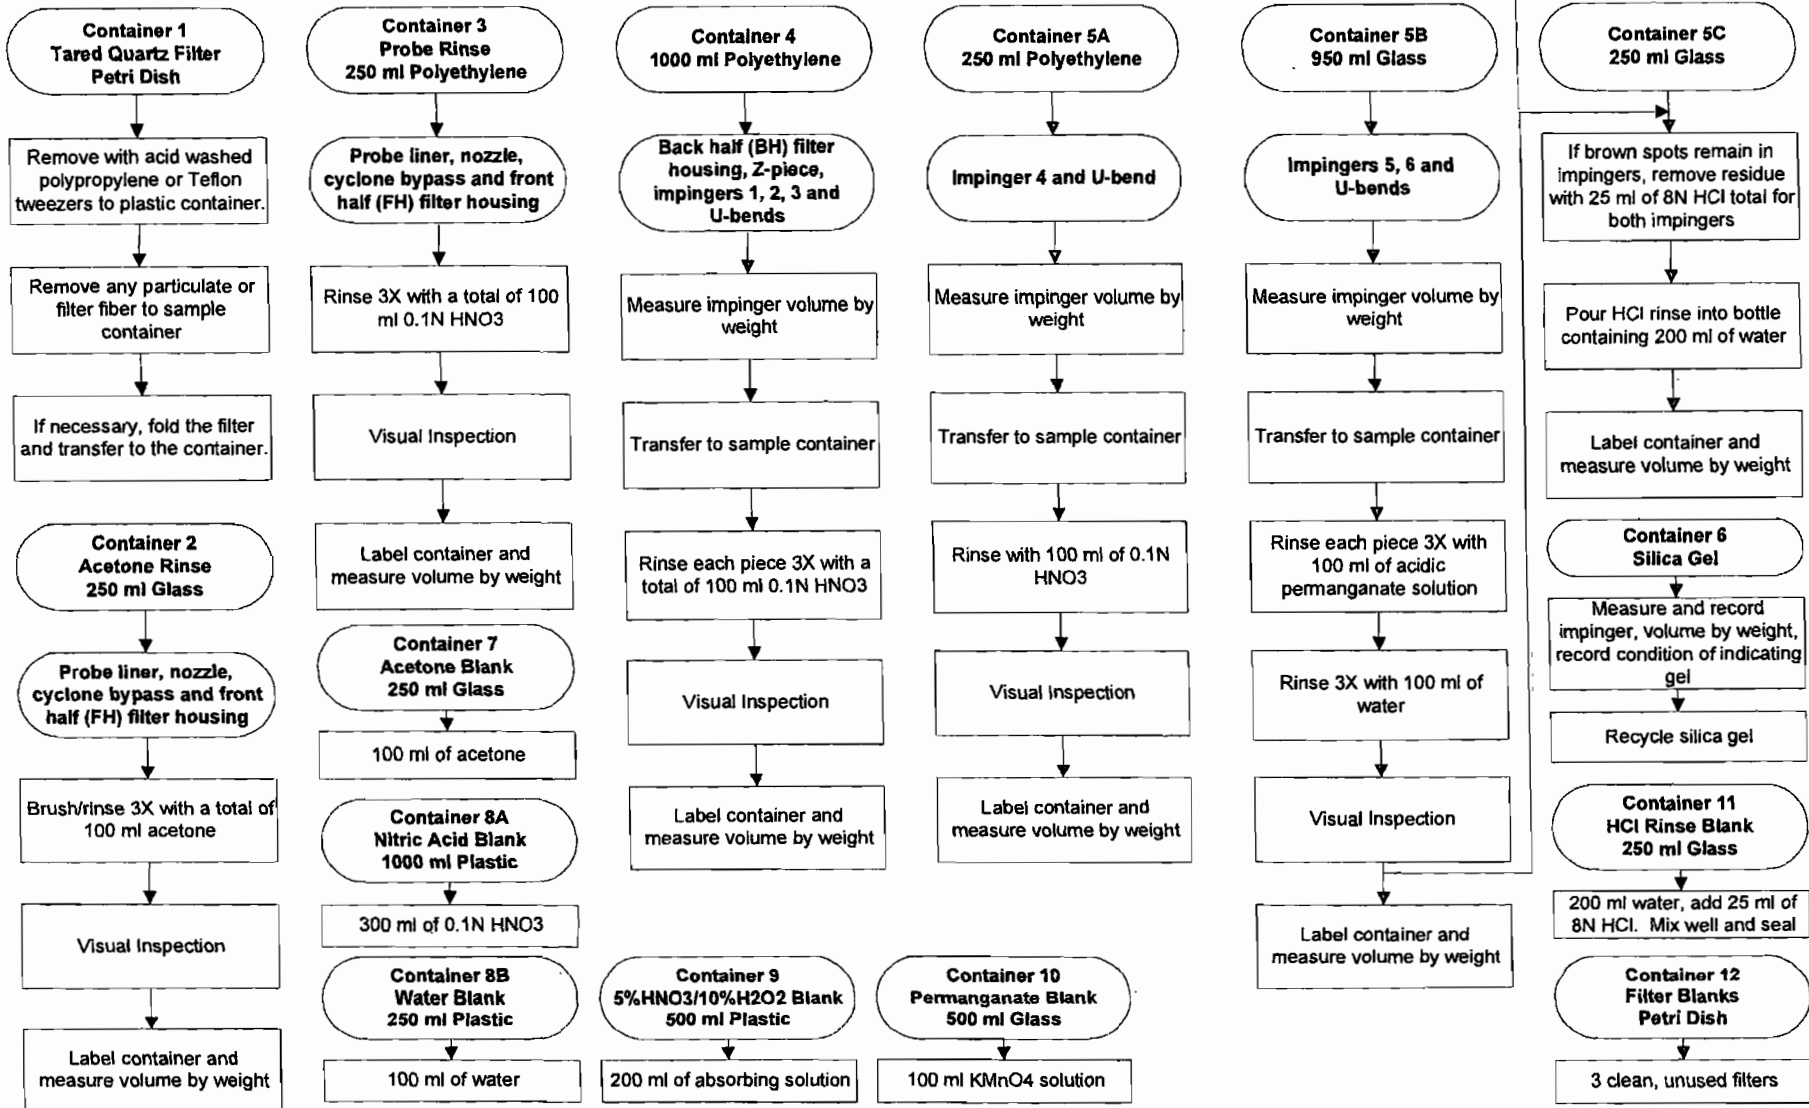 Container 1
Tared Quartz Filter
Petri Dish
Remove with acid washed
polypropylene or Teflon
tweezers to plastic container.
Remove any particulate or
filter fiber to sample
container
If necessary, fold the filter
and transfer to the container.
Container 2
Acetone Rinse
250 ml Glass
Probe liner, nozzle,
cyclone bypass and front
half (FH) filter housing
Brush/rinse 3X with a total of
100 ml acetone
Visual Inspection
Label container and
measure volume by weight
Container 3
Probe Rinse
250 ml Polyethylene
Probe liner, nozzle,
cyclone bypass and front
half (FH) filter housing
Rinse 3X with a total of 100
ml 0.1N HNO3
Visual Inspection
Label container and
measure volume by weight
Container 7
Acetone Blank
250 ml Glass
100 ml of acetone
Container 8A
Nitric Acid Blank
1000 ml Plastic
300 ml of 0.1N HNO3
Container 8B
Water Blank
250 ml Plastic
100 ml of water
Container 4
1000 ml Polyethylene
Back half (BH) filter
housing, Z-piece,
impingers 1, 2, 3 and
U-bends
Measure impinger volume by
weight
Transfer to sample container
Rinse each piece 3X with a
total of 100 ml 0.1N HNO3
Visual Inspection
Label container and
measure volume by weight
Container 9
5%HNO3/10%H2O2 Blank
500 ml Plastic
200 ml of absorbing solution
Container 5A
250 ml Polyethylene
Impinger 4 and U-bend
Measure impinger volume by
weight
Transfer to sample container
Rinse with 100 ml of 0.1N
HNO3
Visual Inspection
Label container and
measure volume by weight
Container 10
Permanganate Blank
500 ml Glass
100 ml KMnO4 solution
Container 5B
950 ml Glass
Impingers 5, 6 and
U-bends
Measure impinger volume by
weight
Transfer to sample container
Rinse each piece 3X with
100 ml of acidic
permanganate solution
Rinse 3X with 100 ml of
water
Visual Inspection
Label container and
measure volume by weight
Container 5C
250 ml Glass
If brown spots remain in
impingers, remove residue
with 25 ml of 8N HCl total for
both impingers
Pour HCl rinse into bottle
containing 200 ml of water
Label container and
measure volume by weight
Container 6
Silica Gel
Measure and record
impinger, volume by weight,
record condition of indicating
gel
Recycle silica gel
Container 11
HCl Rinse Blank
250 ml Glass
200 ml water, add 25 ml of
8N HCl. Mix well and seal
Container 12
Filter Blanks
Petri Dish
3 clean, unused filters